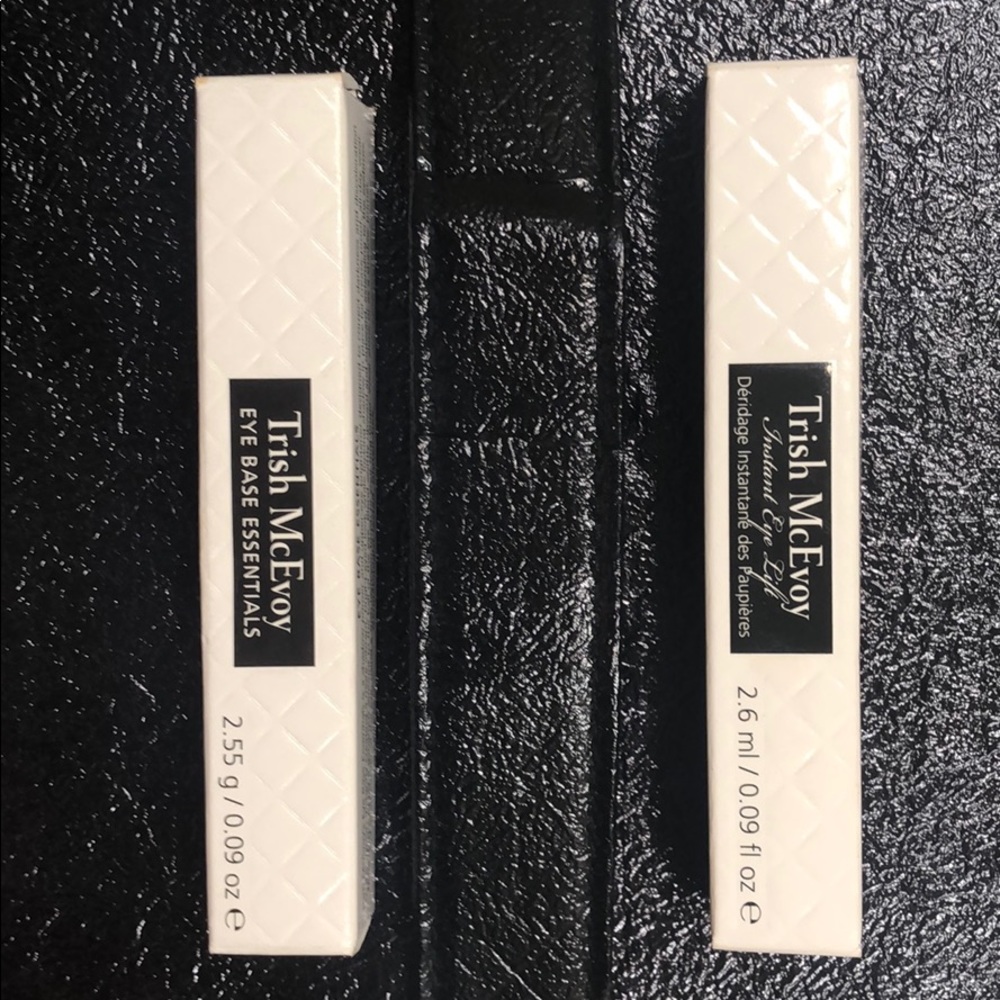 Trish McEvoy
EYE BASE ESSENTIALS
2.55 g / 0.09 oz ℮
Trish McEvoy
Instant Eye Lift
Déridage Instantané des Paupières
2.6 ml / 0.09 fl oz ℮